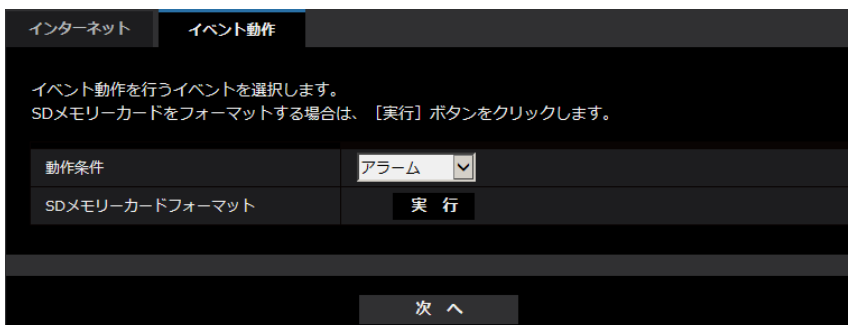 インターネット イベント動作
イベント動作を行うイベントを選択します。
SDメモリーカードをフォーマットする場合は、［実行］ボタンをクリックします。
動作条件 アラーム
SDメモリーカードフォーマット 実 行
次 へ